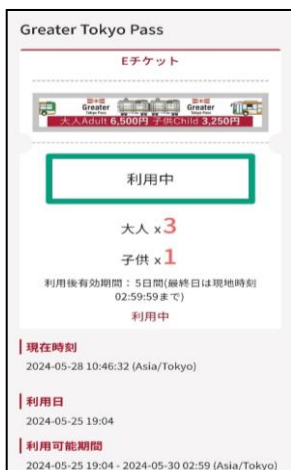 Greater Tokyo Pass
Eチケット
Greater
Tokyo Pass
Greater
Tokyo Pass
大人Adult 6,500円 子供Child 3,250円
利用中
大人 x3
子供 x1
利用後有効期間：5日間(最終日は現地時刻
02:59:59まで)
利用中
現在時刻
2024-05-28 10:46:32 (Asia/Tokyo)
利用日
2024-05-25 19:04
利用可能期間
2024-05-25 19:04 - 2024-05-30 02:59 (Asia/Tokyo)